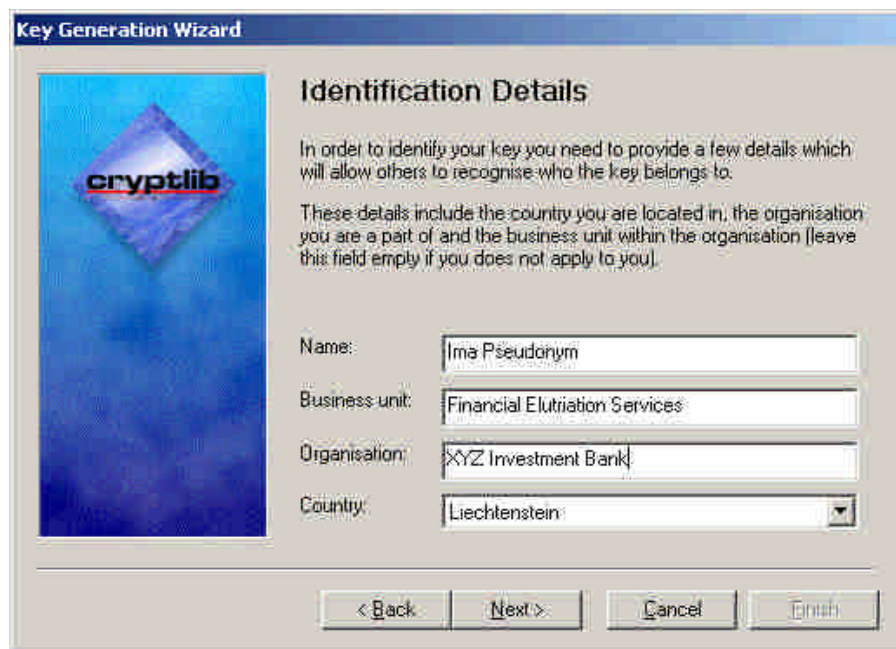 Key Generation Wizard
cryptlib
Identification Details
In order to identify your key you need to provide a few details which
will allow others to recognise who the key belongs to.
These details include the country you are located in, the organisation
you are a part of and the business unit within the organisation (leave
this field empty if you does not apply to you).
Name: Ima Pseudonym
Business unit: Financial Elutriation Services
Organisation: XYZ Investment Bank
Country: Liechtenstein
< Back Next > Cancel Finish